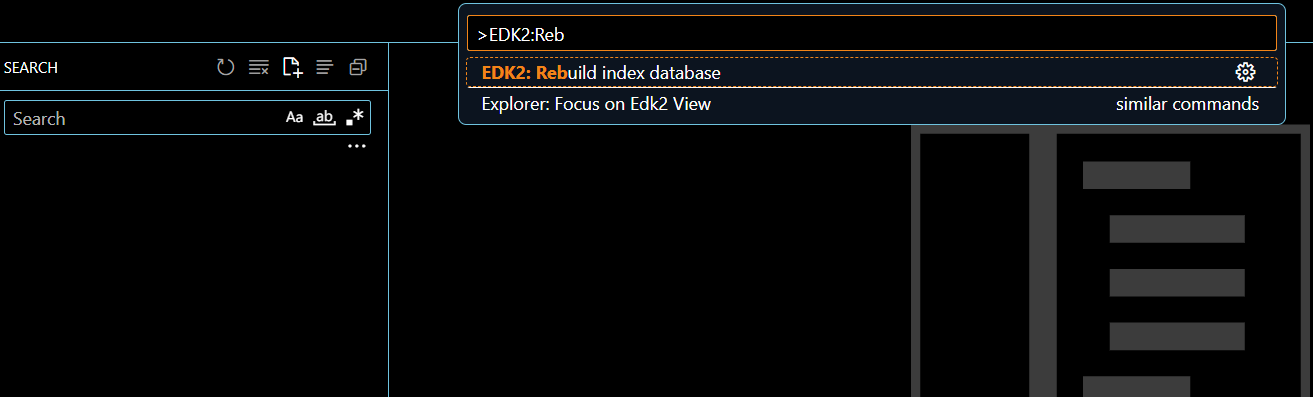 >EDK2:Reb
EDK2: Rebuild index database
Explorer: Focus on Edk2 View similar commands
SEARCH
Search Aa ab .*
...